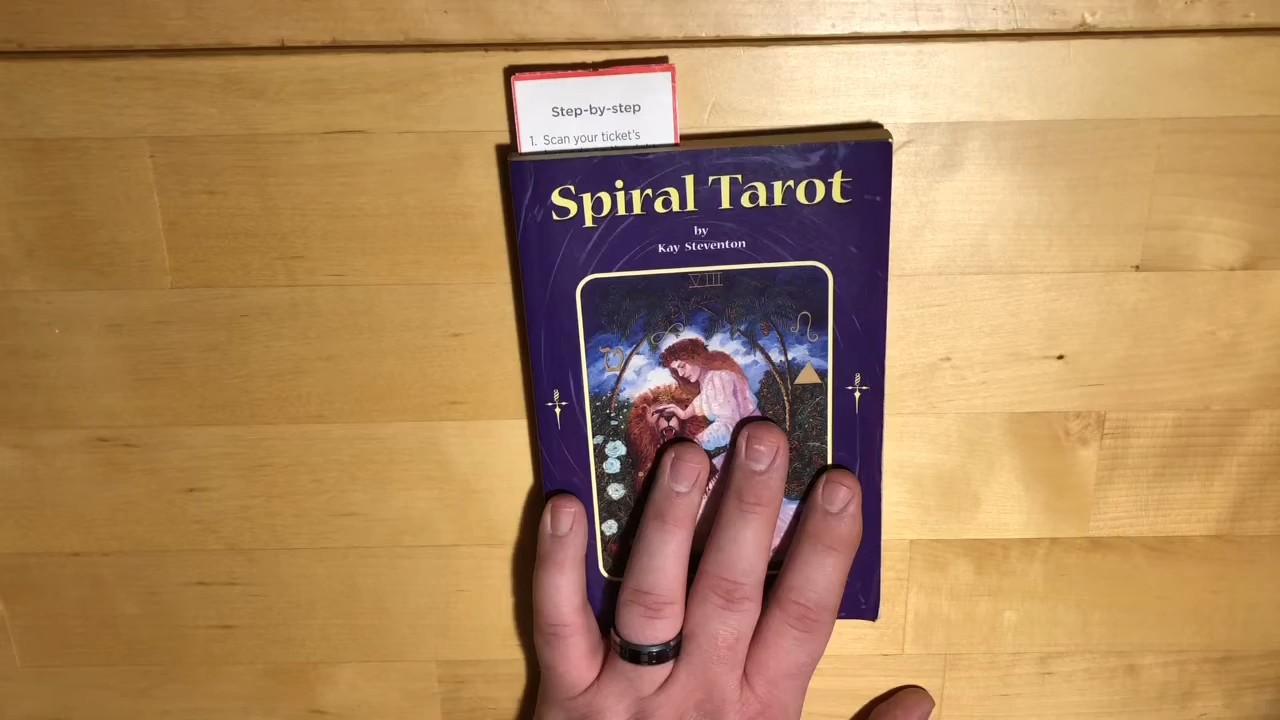 Step-by-step
1. Scan your ticket's
Spiral Tarot
by
Kay Steventon
VIII